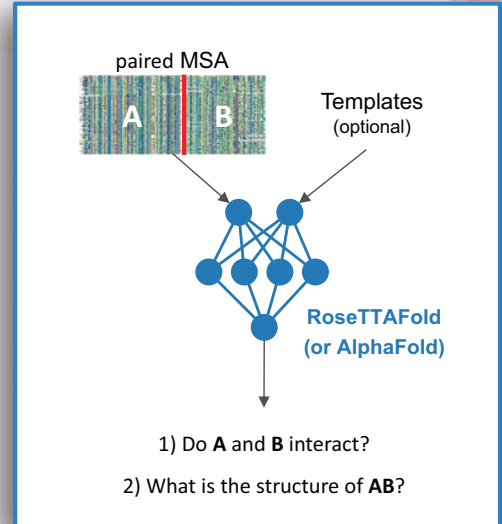 paired MSA
A B
Templates
(optional)
RoseTTAFold
(or AlphaFold)
1) Do A and B interact?
2) What is the structure of AB?